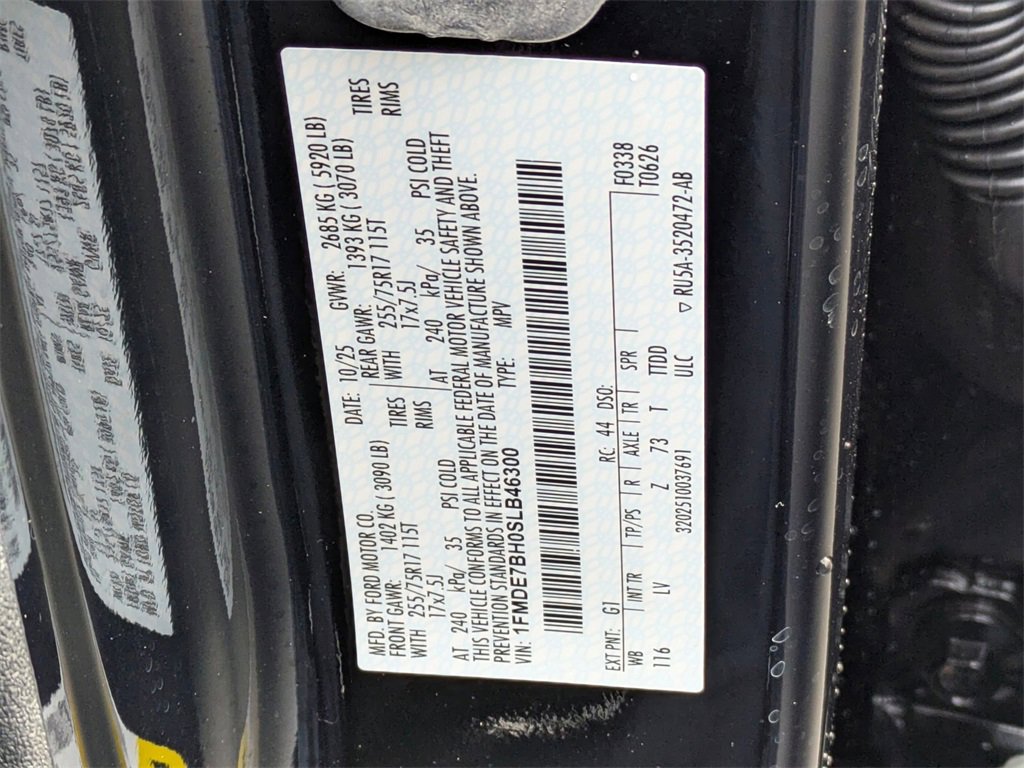 MFD. BY FORD MOTOR CO. DATE: 10/25 GVWR: 2685 KG ( 5920 LB)
FRONT GAWR: 1402 KG ( 3090 LB) REAR GAWR: 1393 KG ( 3070 LB)
WITH 255/75R17 115T TIRES WITH 255/75R17 115T TIRES
17x7.5J RIMS 17x7.5J RIMS
AT 240 kPa/ 35 PSI COLD AT 240 kPa/ 35 PSI COLD
THIS VEHICLE CONFORMS TO ALL APPLICABLE FEDERAL MOTOR VEHICLE SAFETY AND THEFT
PREVENTION STANDARDS IN EFFECT ON THE DATE OF MANUFACTURE SHOWN ABOVE.
VIN: 1FMDE7BH0SLB46300 TYPE: MPV
F0338
EXT PNT: G1 RC: 44 DSO: T0626
WB INTR TP/PS R AXLE TR SPR
116 LV Z 73 T TTDD
320251003769​1 ULC ▽ RU5A-3520472-AB